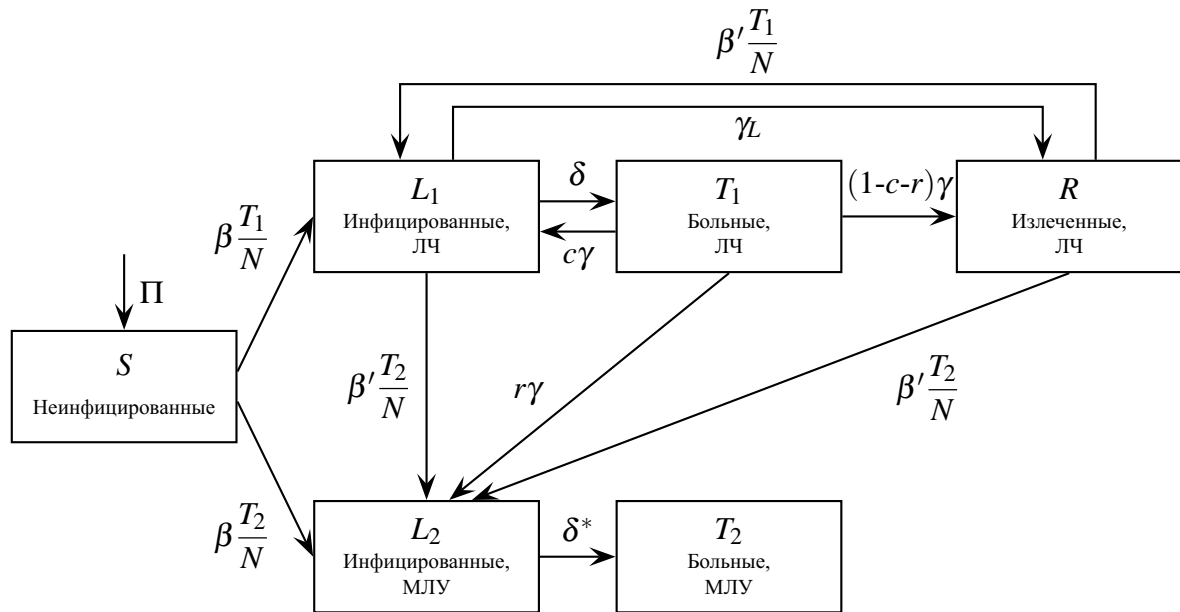 β′ T₁/N
γ_L
L₁
Инфицированные,
ЛЧ
δ
cγ
T₁
Больные,
ЛЧ
(1-c-r)γ
R
Излеченные,
ЛЧ
β T₁/N
Π
S
Неинфицированные
β′ T₂/N
rγ
β′ T₂/N
β T₂/N
L₂
Инфицированные,
МЛУ
δ*
T₂
Больные,
МЛУ